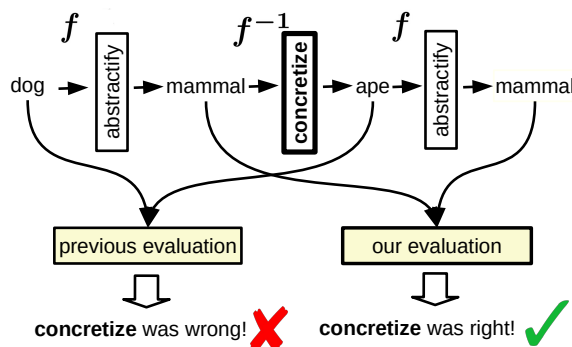 f f⁻¹ f
dog abstractify mammal concretize ape abstractify mammal
previous evaluation our evaluation
concretize was wrong! concretize was right!